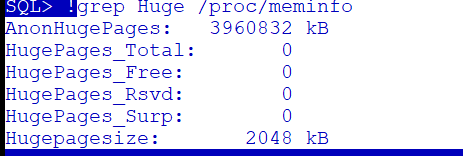 SQL> !grep Huge /proc/meminfo
AnonHugePages:   3960832 kB
HugePages_Total:       0
HugePages_Free:        0
HugePages_Rsvd:        0
HugePages_Surp:        0
Hugepagesize:       2048 kB